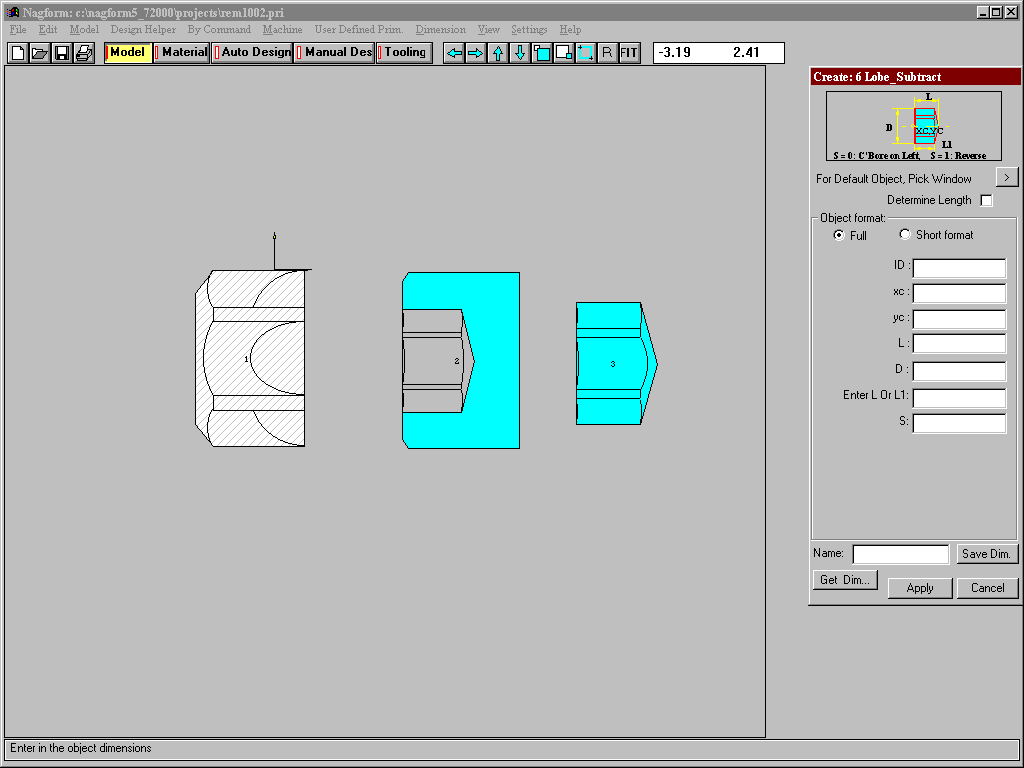 Nagform: c:\nagform5_72000\projects\rem1002.pri
File Edit Model Design Helper By Command Machine User Defined Prim. Dimension View Settings Help
Model Material Auto Design Manual Des Tooling R FIT -3.19 2.41
Create: 6 Lobe_Subtract
L
D
XC,YC
L1
S = 0: C'Bore on Left, S = 1: Reverse
For Default Object, Pick Window >
Determine Length
Object format:
Full Short format
ID :
xc :
yc :
L :
D :
Enter L Or L1:
S:
1
2
3
Name: Save Dim.
Get Dim...
Apply Cancel
Enter in the object dimensions